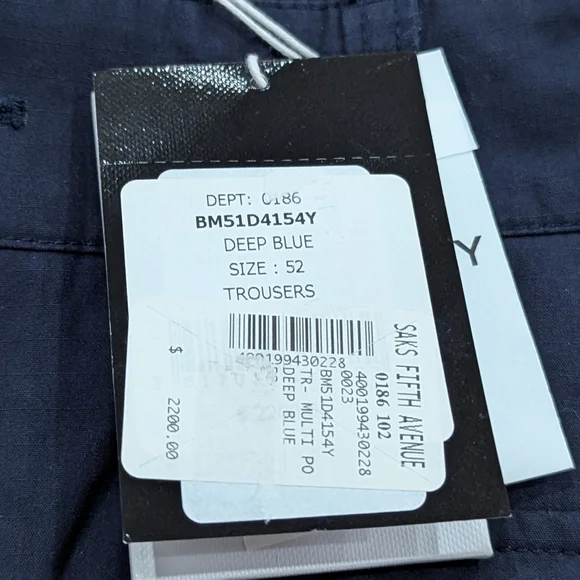 DEPT: 0186
BM51D4154Y
DEEP BLUE
SIZE : 52
TROUSERS
SAKS FIFTH AVENUE
0186 102
400199430228
0023
BM51D4154Y
TR- MULTI PO
DEEP BLUE
400199430228
$ 2200.00
Y